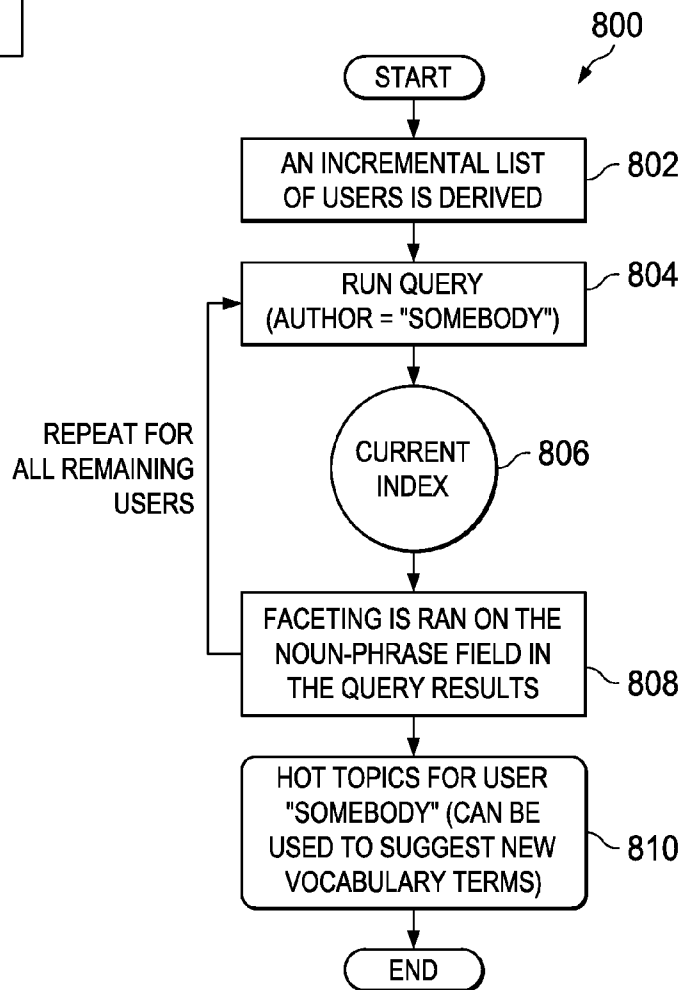 800
START
AN INCREMENTAL LIST
OF USERS IS DERIVED
802
RUN QUERY
(AUTHOR = "SOMEBODY")
804
CURRENT
INDEX
806
REPEAT FOR
ALL REMAINING
USERS
FACETING IS RAN ON THE
NOUN-PHRASE FIELD IN
THE QUERY RESULTS
808
HOT TOPICS FOR USER
"SOMEBODY" (CAN BE
USED TO SUGGEST NEW
VOCABULARY TERMS)
810
END